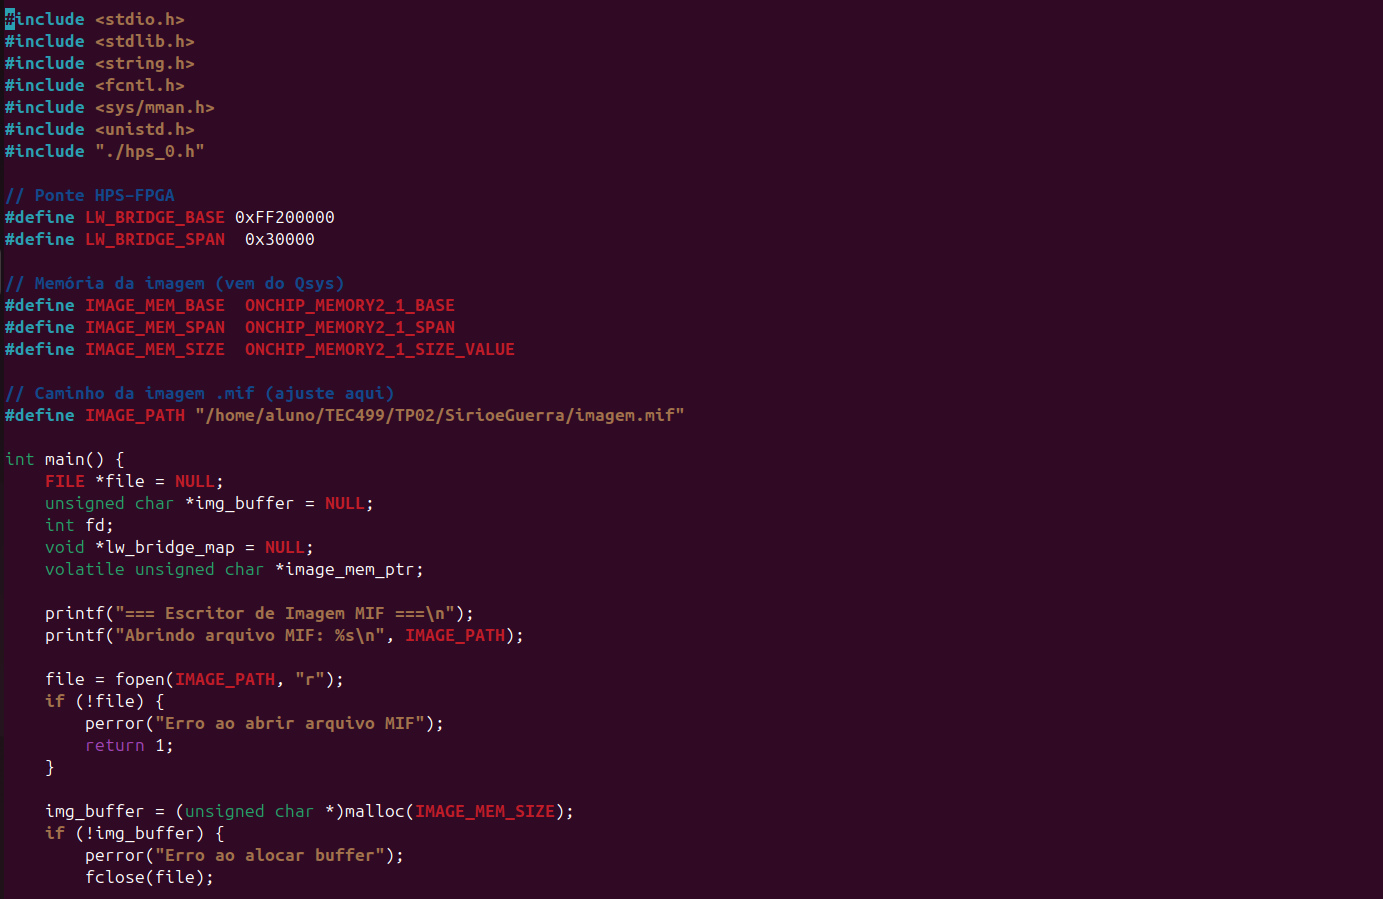 #include <stdio.h>
#include <stdlib.h>
#include <string.h>
#include <fcntl.h>
#include <sys/mman.h>
#include <unistd.h>
#include "./hps_0.h"

// Ponte HPS-FPGA
#define LW_BRIDGE_BASE 0xFF200000
#define LW_BRIDGE_SPAN  0x30000

// Memória da imagem (vem do Qsys)
#define IMAGE_MEM_BASE  ONCHIP_MEMORY2_1_BASE
#define IMAGE_MEM_SPAN  ONCHIP_MEMORY2_1_SPAN
#define IMAGE_MEM_SIZE  ONCHIP_MEMORY2_1_SIZE_VALUE

// Caminho da imagem .mif (ajuste aqui)
#define IMAGE_PATH "/home/aluno/TEC499/TP02/SirioeGuerra/imagem.mif"

int main() {
    FILE *file = NULL;
    unsigned char *img_buffer = NULL;
    int fd;
    void *lw_bridge_map = NULL;
    volatile unsigned char *image_mem_ptr;

    printf("=== Escritor de Imagem MIF ===\n");
    printf("Abrindo arquivo MIF: %s\n", IMAGE_PATH);

    file = fopen(IMAGE_PATH, "r");
    if (!file) {
        perror("Erro ao abrir arquivo MIF");
        return 1;
    }

    img_buffer = (unsigned char *)malloc(IMAGE_MEM_SIZE);
    if (!img_buffer) {
        perror("Erro ao alocar buffer");
        fclose(file);